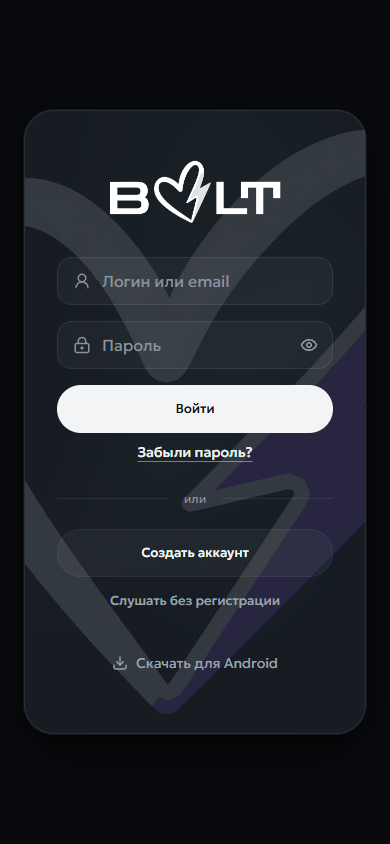 BOLT
Логин или email
Пароль
Войти
Забыли пароль?
или
Создать аккаунт
Слушать без регистрации
Скачать для Android